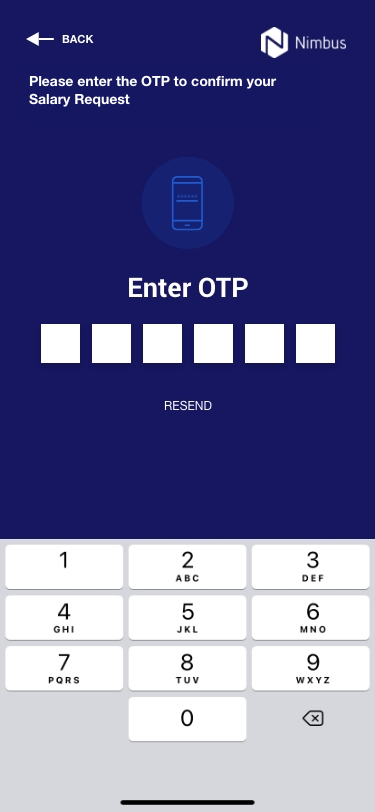 BACK
Nimbus
Please enter the OTP to confirm your
Salary Request
Enter OTP
RESEND
1
2
ABC
3
DEF
4
GHI
5
JKL
6
MNO
7
PQRS
8
TUV
9
WXYZ
0